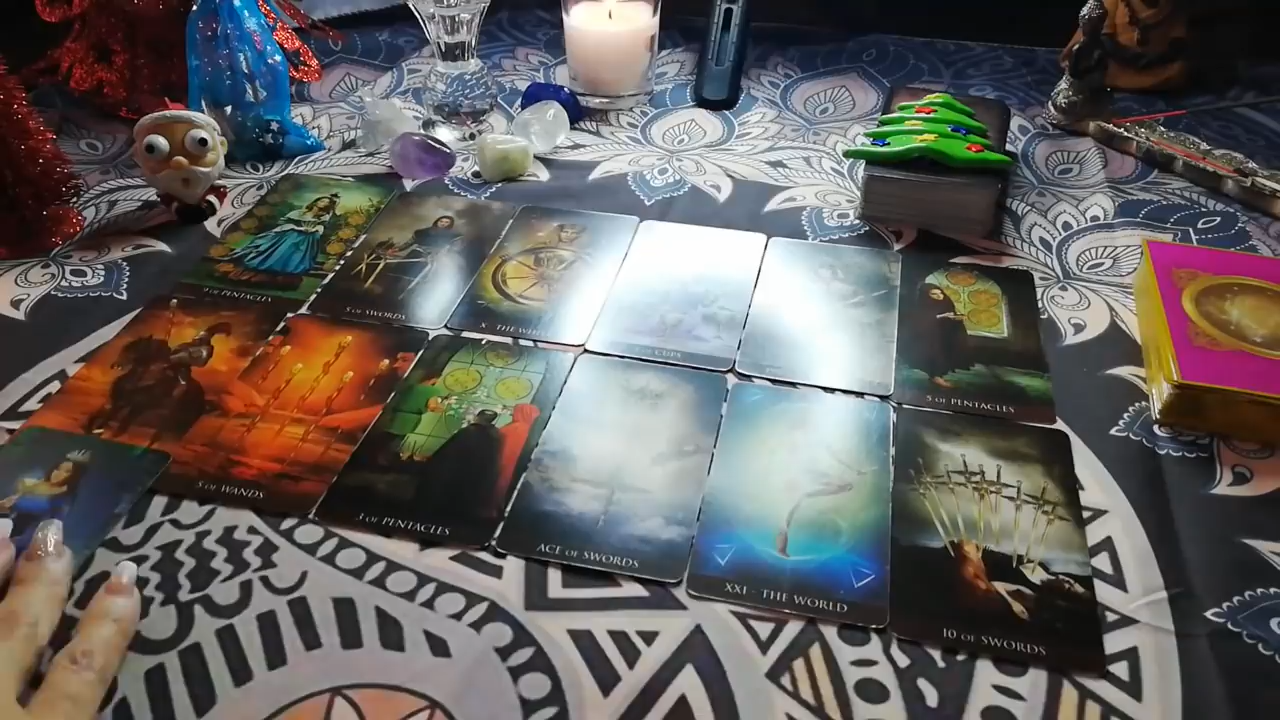 9 OF PENTACLES
5 OF SWORDS
X · THE WHEEL
OF CUPS
5 OF PENTACLES
5 OF WANDS
3 OF PENTACLES
ACE OF SWORDS
XXI · THE WORLD
10 OF SWORDS